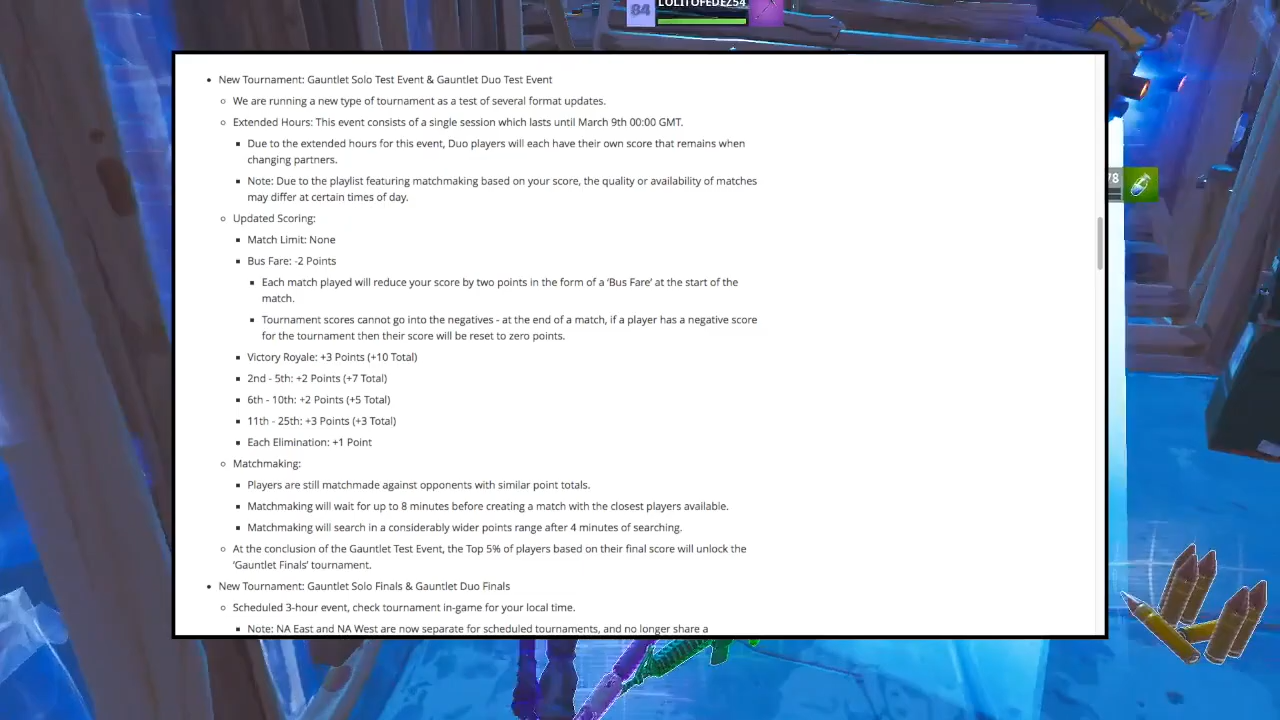 84 LOLITOFDEZ54
New Tournament: Gauntlet Solo Test Event & Gauntlet Duo Test Event
We are running a new type of tournament as a test of several format updates.
Extended Hours: This event consists of a single session which lasts until March 9th 00:00 GMT.
Due to the extended hours for this event, Duo players will each have their own score that remains when
changing partners.
Note: Due to the playlist featuring matchmaking based on your score, the quality or availability of matches
may differ at certain times of day.
78
Updated Scoring:
Match Limit: None
Bus Fare: -2 Points
Each match played will reduce your score by two points in the form of a ‘Bus Fare’ at the start of the
match.
Tournament scores cannot go into the negatives - at the end of a match, if a player has a negative score
for the tournament then their score will be reset to zero points.
Victory Royale: +3 Points (+10 Total)
2nd - 5th: +2 Points (+7 Total)
6th - 10th: +2 Points (+5 Total)
11th - 25th: +3 Points (+3 Total)
Each Elimination: +1 Point
Matchmaking:
Players are still matchmade against opponents with similar point totals.
Matchmaking will wait for up to 8 minutes before creating a match with the closest players available.
Matchmaking will search in a considerably wider points range after 4 minutes of searching.
At the conclusion of the Gauntlet Test Event, the Top 5% of players based on their final score will unlock the
‘Gauntlet Finals’ tournament.
New Tournament: Gauntlet Solo Finals & Gauntlet Duo Finals
Scheduled 3-hour event, check tournament in-game for your local time.
Note: NA East and NA West are now separate for scheduled tournaments, and no longer share a